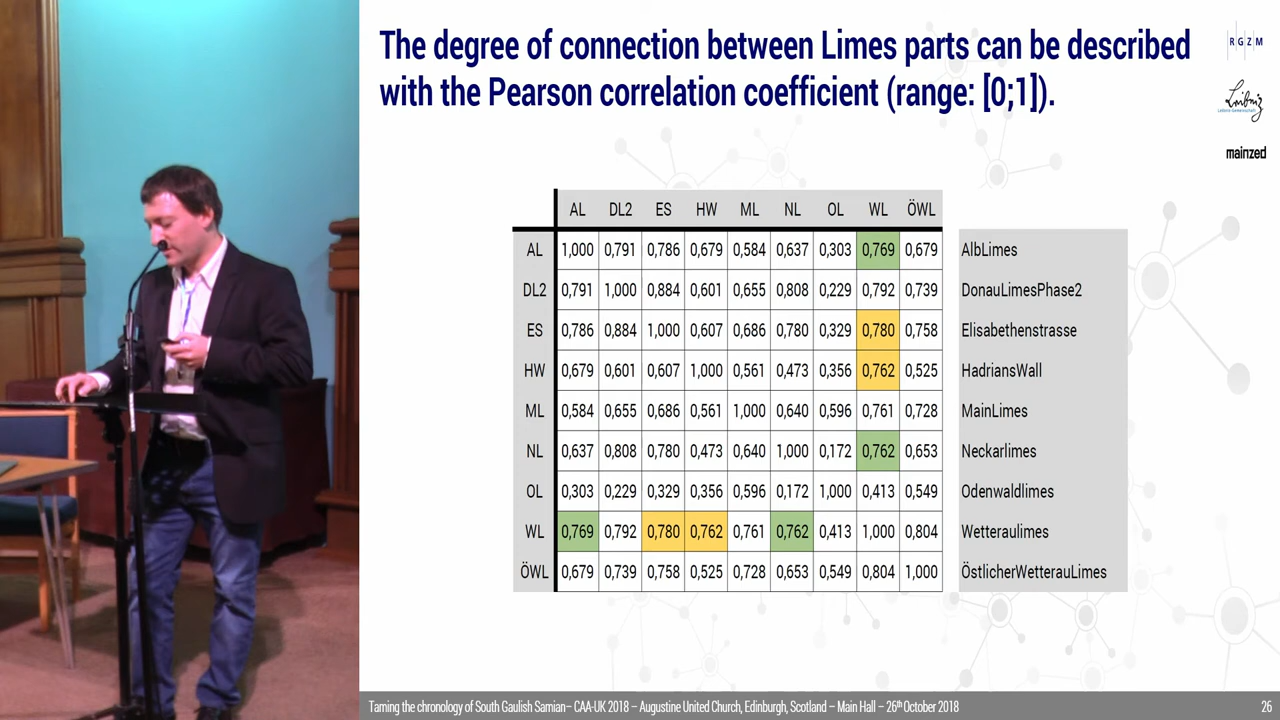 The degree of connection between Limes parts can be described
with the Pearson correlation coefficient (range: [0;1]).
R G Z M
Leibniz
Leibniz-Gemeinschaft
mainzed
AL DL2 ES HW ML NL OL WL ÖWL
AL 1,000 0,791 0,786 0,679 0,584 0,637 0,303 0,769 0,679 AlbLimes
DL2 0,791 1,000 0,884 0,601 0,655 0,808 0,229 0,792 0,739 DonauLimesPhase2
ES 0,786 0,884 1,000 0,607 0,686 0,780 0,329 0,780 0,758 Elisabethenstrasse
HW 0,679 0,601 0,607 1,000 0,561 0,473 0,356 0,762 0,525 HadriansWall
ML 0,584 0,655 0,686 0,561 1,000 0,640 0,596 0,761 0,728 MainLimes
NL 0,637 0,808 0,780 0,473 0,640 1,000 0,172 0,762 0,653 Neckarlimes
OL 0,303 0,229 0,329 0,356 0,596 0,172 1,000 0,413 0,549 Odenwaldlimes
WL 0,769 0,792 0,780 0,762 0,761 0,762 0,413 1,000 0,804 Wetteraulimes
ÖWL 0,679 0,739 0,758 0,525 0,728 0,653 0,549 0,804 1,000 ÖstlicherWetterauLimes
Taming the chronology of South Gaulish Samian– CAA-UK 2018 – Augustine United Church, Edinburgh, Scotland – Main Hall – 26th October 2018 26